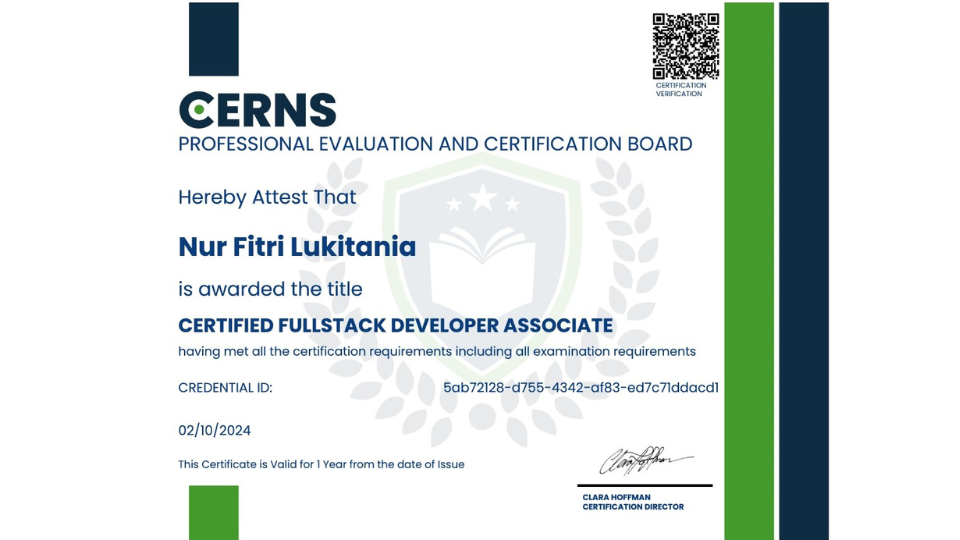 CERTIFICATION
VERIFICATION
CERNS
PROFESSIONAL EVALUATION AND CERTIFICATION BOARD
Hereby Attest That
Nur Fitri Lukitania
is awarded the title
CERTIFIED FULLSTACK DEVELOPER ASSOCIATE
having met all the certification requirements including all examination requirements
CREDENTIAL ID: 5ab72128-d755-4342-af83-ed7c71ddacd1
02/10/2024
This Certificate is Valid for 1 Year from the date of Issue
Clara Hoffman
CLARA HOFFMAN
CERTIFICATION DIRECTOR